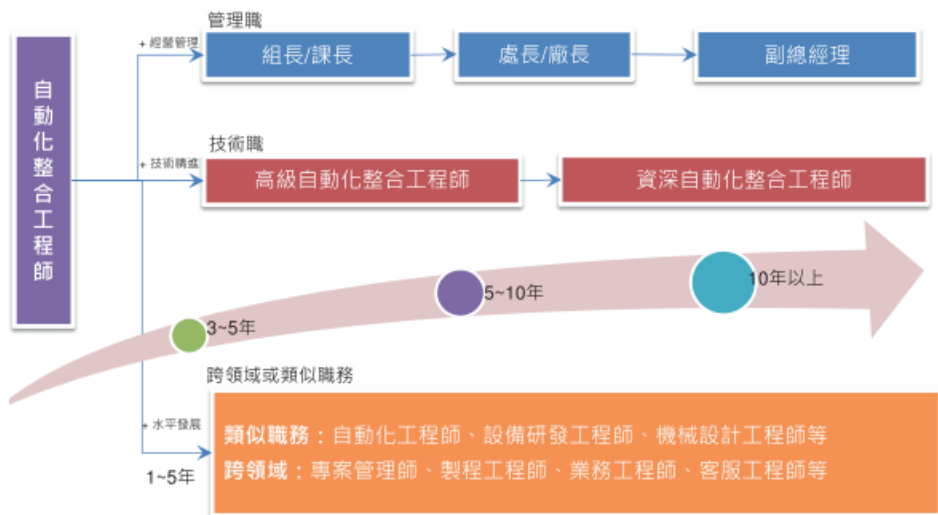 自動化整合工程師
管理職
+ 經營管理
組長/課長
處長/廠長
副總經理
技術職
+ 技術精進
高級自動化整合工程師
資深自動化整合工程師
3~5年
5~10年
10年以上
跨領域或類似職務
+ 水平發展
1~5年
類似職務：自動化工程師、設備研發工程師、機械設計工程師等
跨領域：專案管理師、製程工程師、業務工程師、客服工程師等